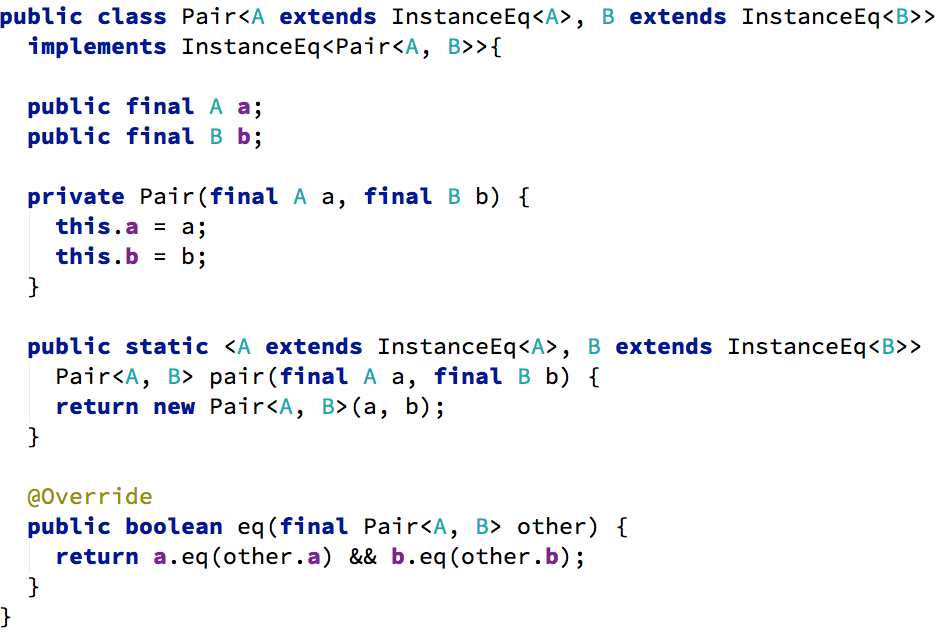 public class Pair<A extends InstanceEq<A>, B extends InstanceEq<B>>
  implements InstanceEq<Pair<A, B>>{

  public final A a;
  public final B b;

  private Pair(final A a, final B b) {
    this.a = a;
    this.b = b;
  }

  public static <A extends InstanceEq<A>, B extends InstanceEq<B>>
    Pair<A, B> pair(final A a, final B b) {
    return new Pair<A, B>(a, b);
  }

  @Override
  public boolean eq(final Pair<A, B> other) {
    return a.eq(other.a) && b.eq(other.b);
  }
}